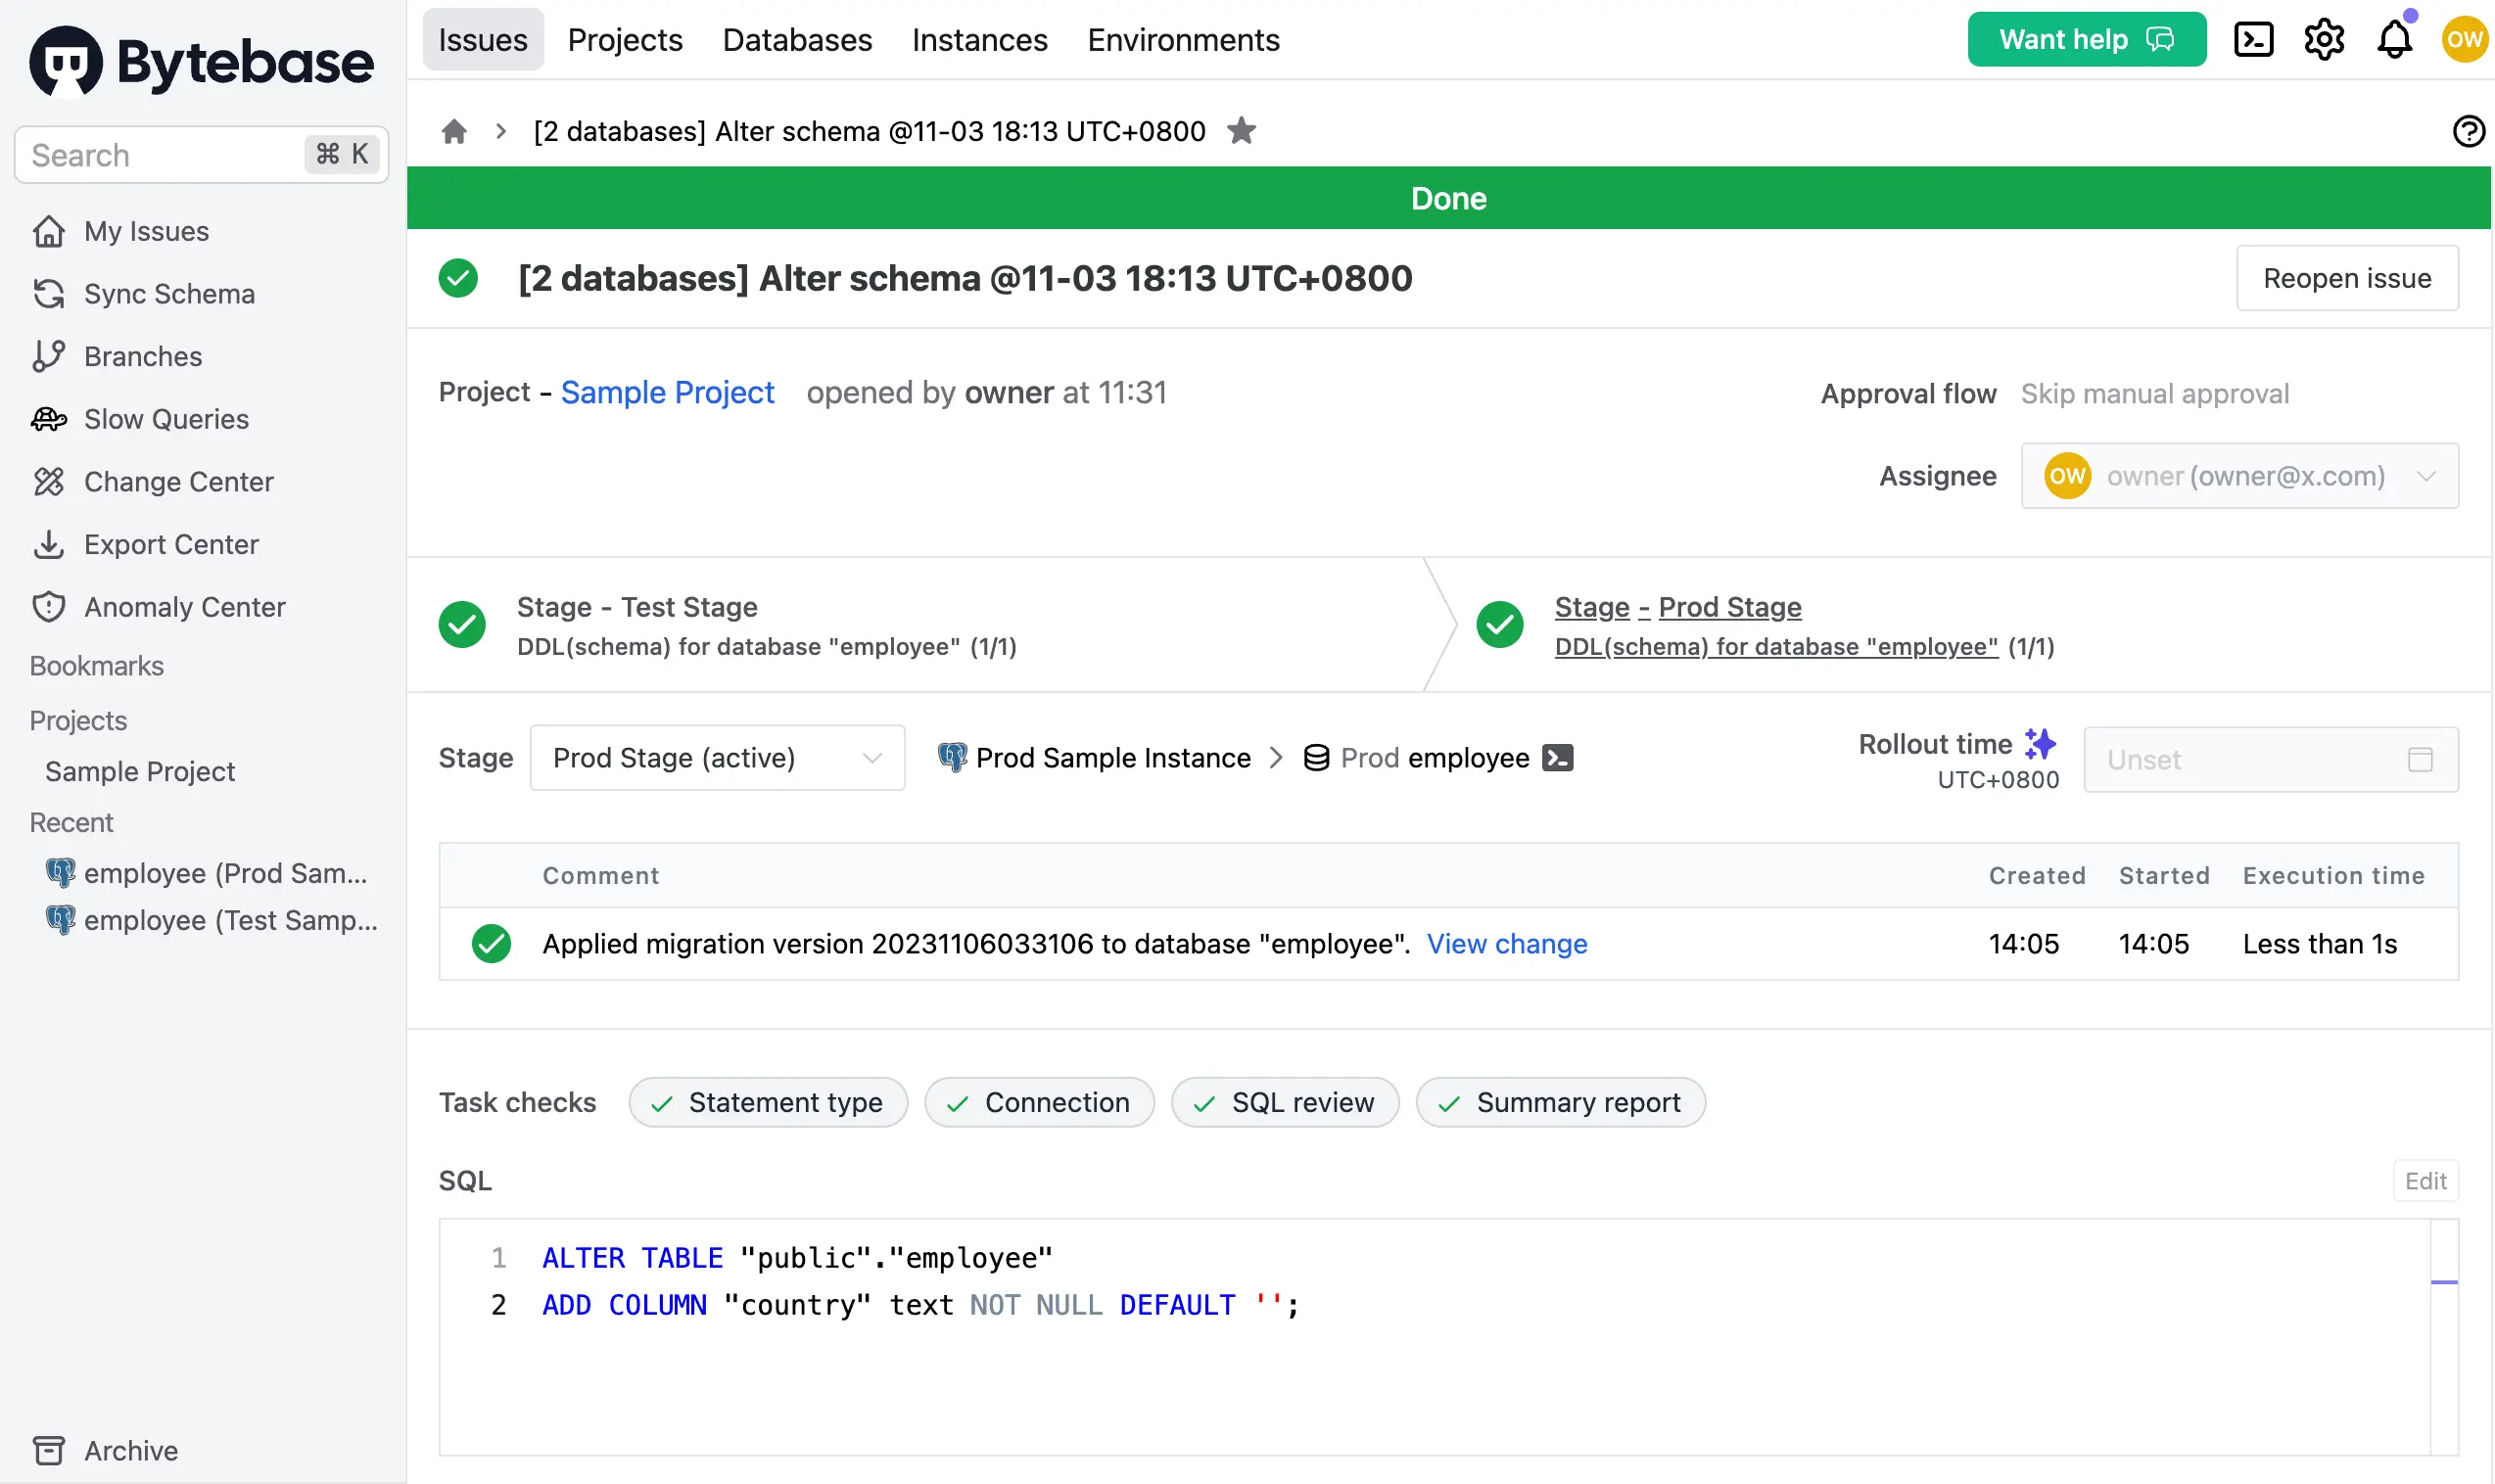 Bytebase
Search ⌘ K
My Issues
Sync Schema
Branches
Slow Queries
Change Center
Export Center
Anomaly Center
Bookmarks
Projects
Sample Project
Recent
employee (Prod Sam...
employee (Test Samp...
Archive
Issues Projects Databases Instances Environments
Want help
OW
[2 databases] Alter schema @11-03 18:13 UTC+0800
Done
[2 databases] Alter schema @11-03 18:13 UTC+0800
Reopen issue
Project - Sample Project opened by owner at 11:31
Approval flow Skip manual approval
Assignee OW owner (owner@x.com)
Stage - Test Stage
DDL(schema) for database "employee" (1/1)
Stage - Prod Stage
DDL(schema) for database "employee" (1/1)
Stage Prod Stage (active) Prod Sample Instance Prod employee
Rollout time
UTC+0800
Unset
Comment Created Started Execution time
Applied migration version 20231106033106 to database "employee". View change 14:05 14:05 Less than 1s
Task checks Statement type Connection SQL review Summary report
SQL
Edit
1 ALTER TABLE "public"."employee"
2 ADD COLUMN "country" text NOT NULL DEFAULT '';